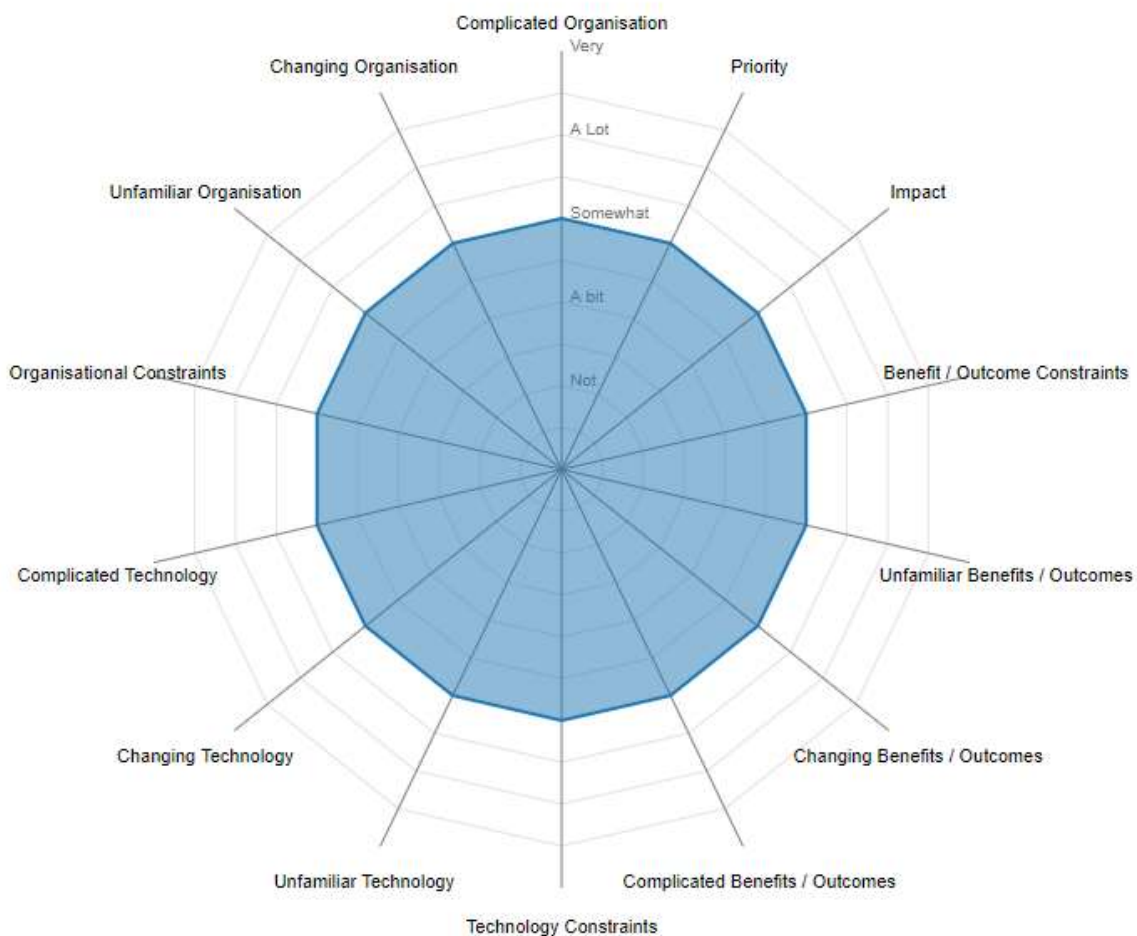 Complicated Organisation
Very
Changing Organisation
Priority
A Lot
Unfamiliar Organisation
Impact
Somewhat
A bit
Organisational Constraints
Benefit / Outcome Constraints
Not
Complicated Technology
Unfamiliar Benefits / Outcomes
Changing Technology
Changing Benefits / Outcomes
Unfamiliar Technology
Complicated Benefits / Outcomes
Technology Constraints